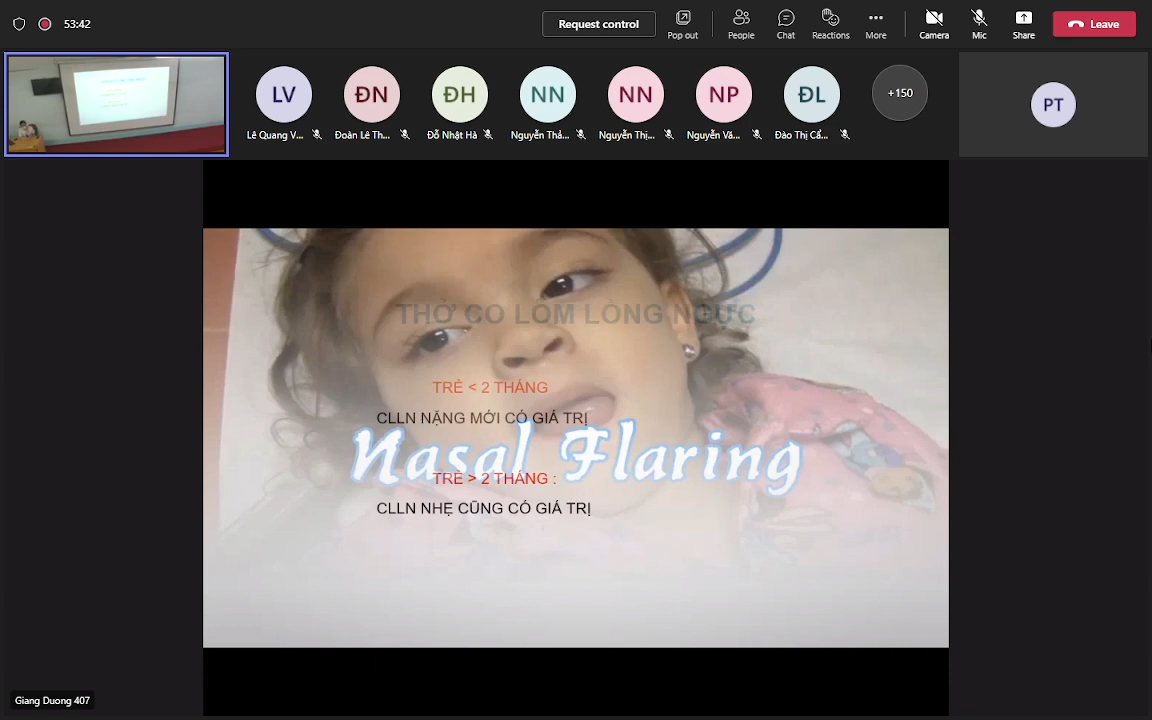 53:42
Request control
Pop out
People
Chat
Reactions
More
Camera
Mic
Share
Leave
LV
ĐN
ĐH
NN
NN
NP
ĐL
+150
PT
Lê Quang V...
Đoàn Lê Th...
Đỗ Nhật Hà
Nguyễn Thả...
Nguyễn Thị...
Nguyễn Vă...
Đào Thị Cẩ...
THỞ CO LÕM LỒNG NGỰC
TRẺ < 2 THÁNG
CLLN NẶNG MỚI CÓ GIÁ TRỊ
Nasal Flaring
TRẺ > 2 THÁNG :
CLLN NHẸ CŨNG CÓ GIÁ TRỊ
Giang Duong 407